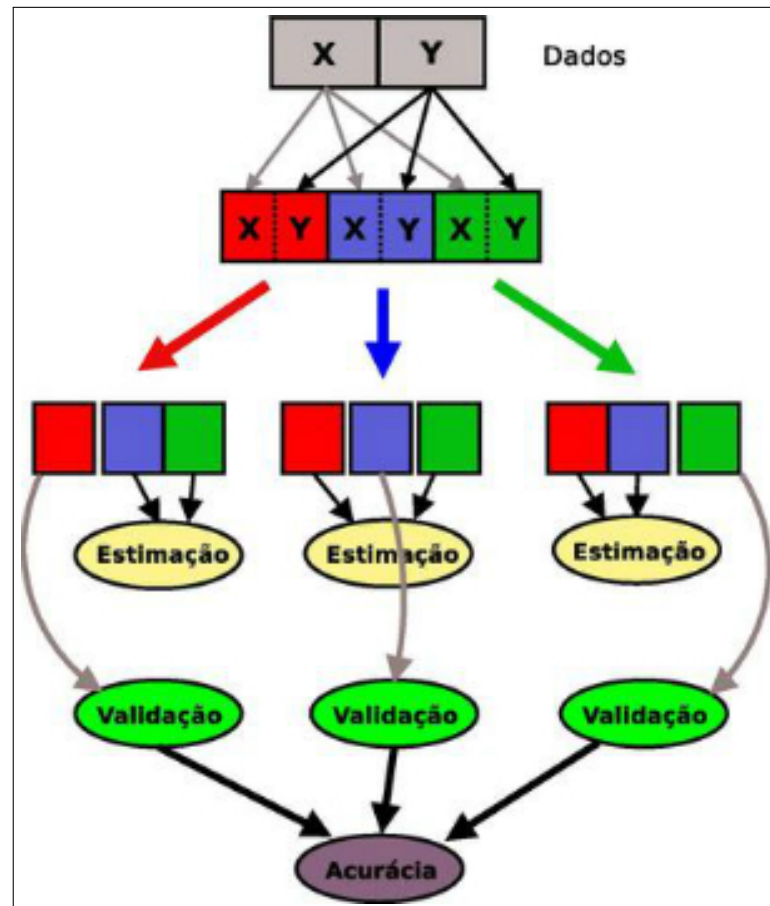 X Y Dados
X Y X Y X Y
Estimação Estimação Estimação
Validação Validação Validação
Acurácia